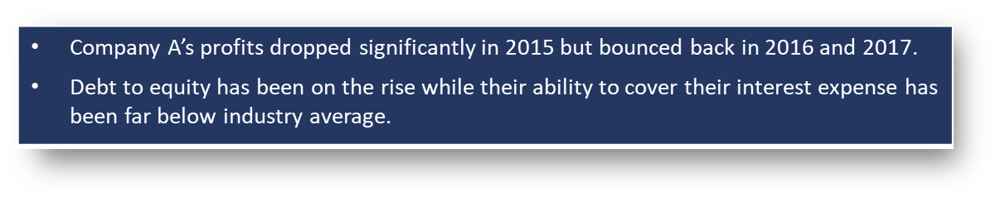 • Company A’s profits dropped significantly in 2015 but bounced back in 2016 and 2017.
• Debt to equity has been on the rise while their ability to cover their interest expense has
been far below industry average.